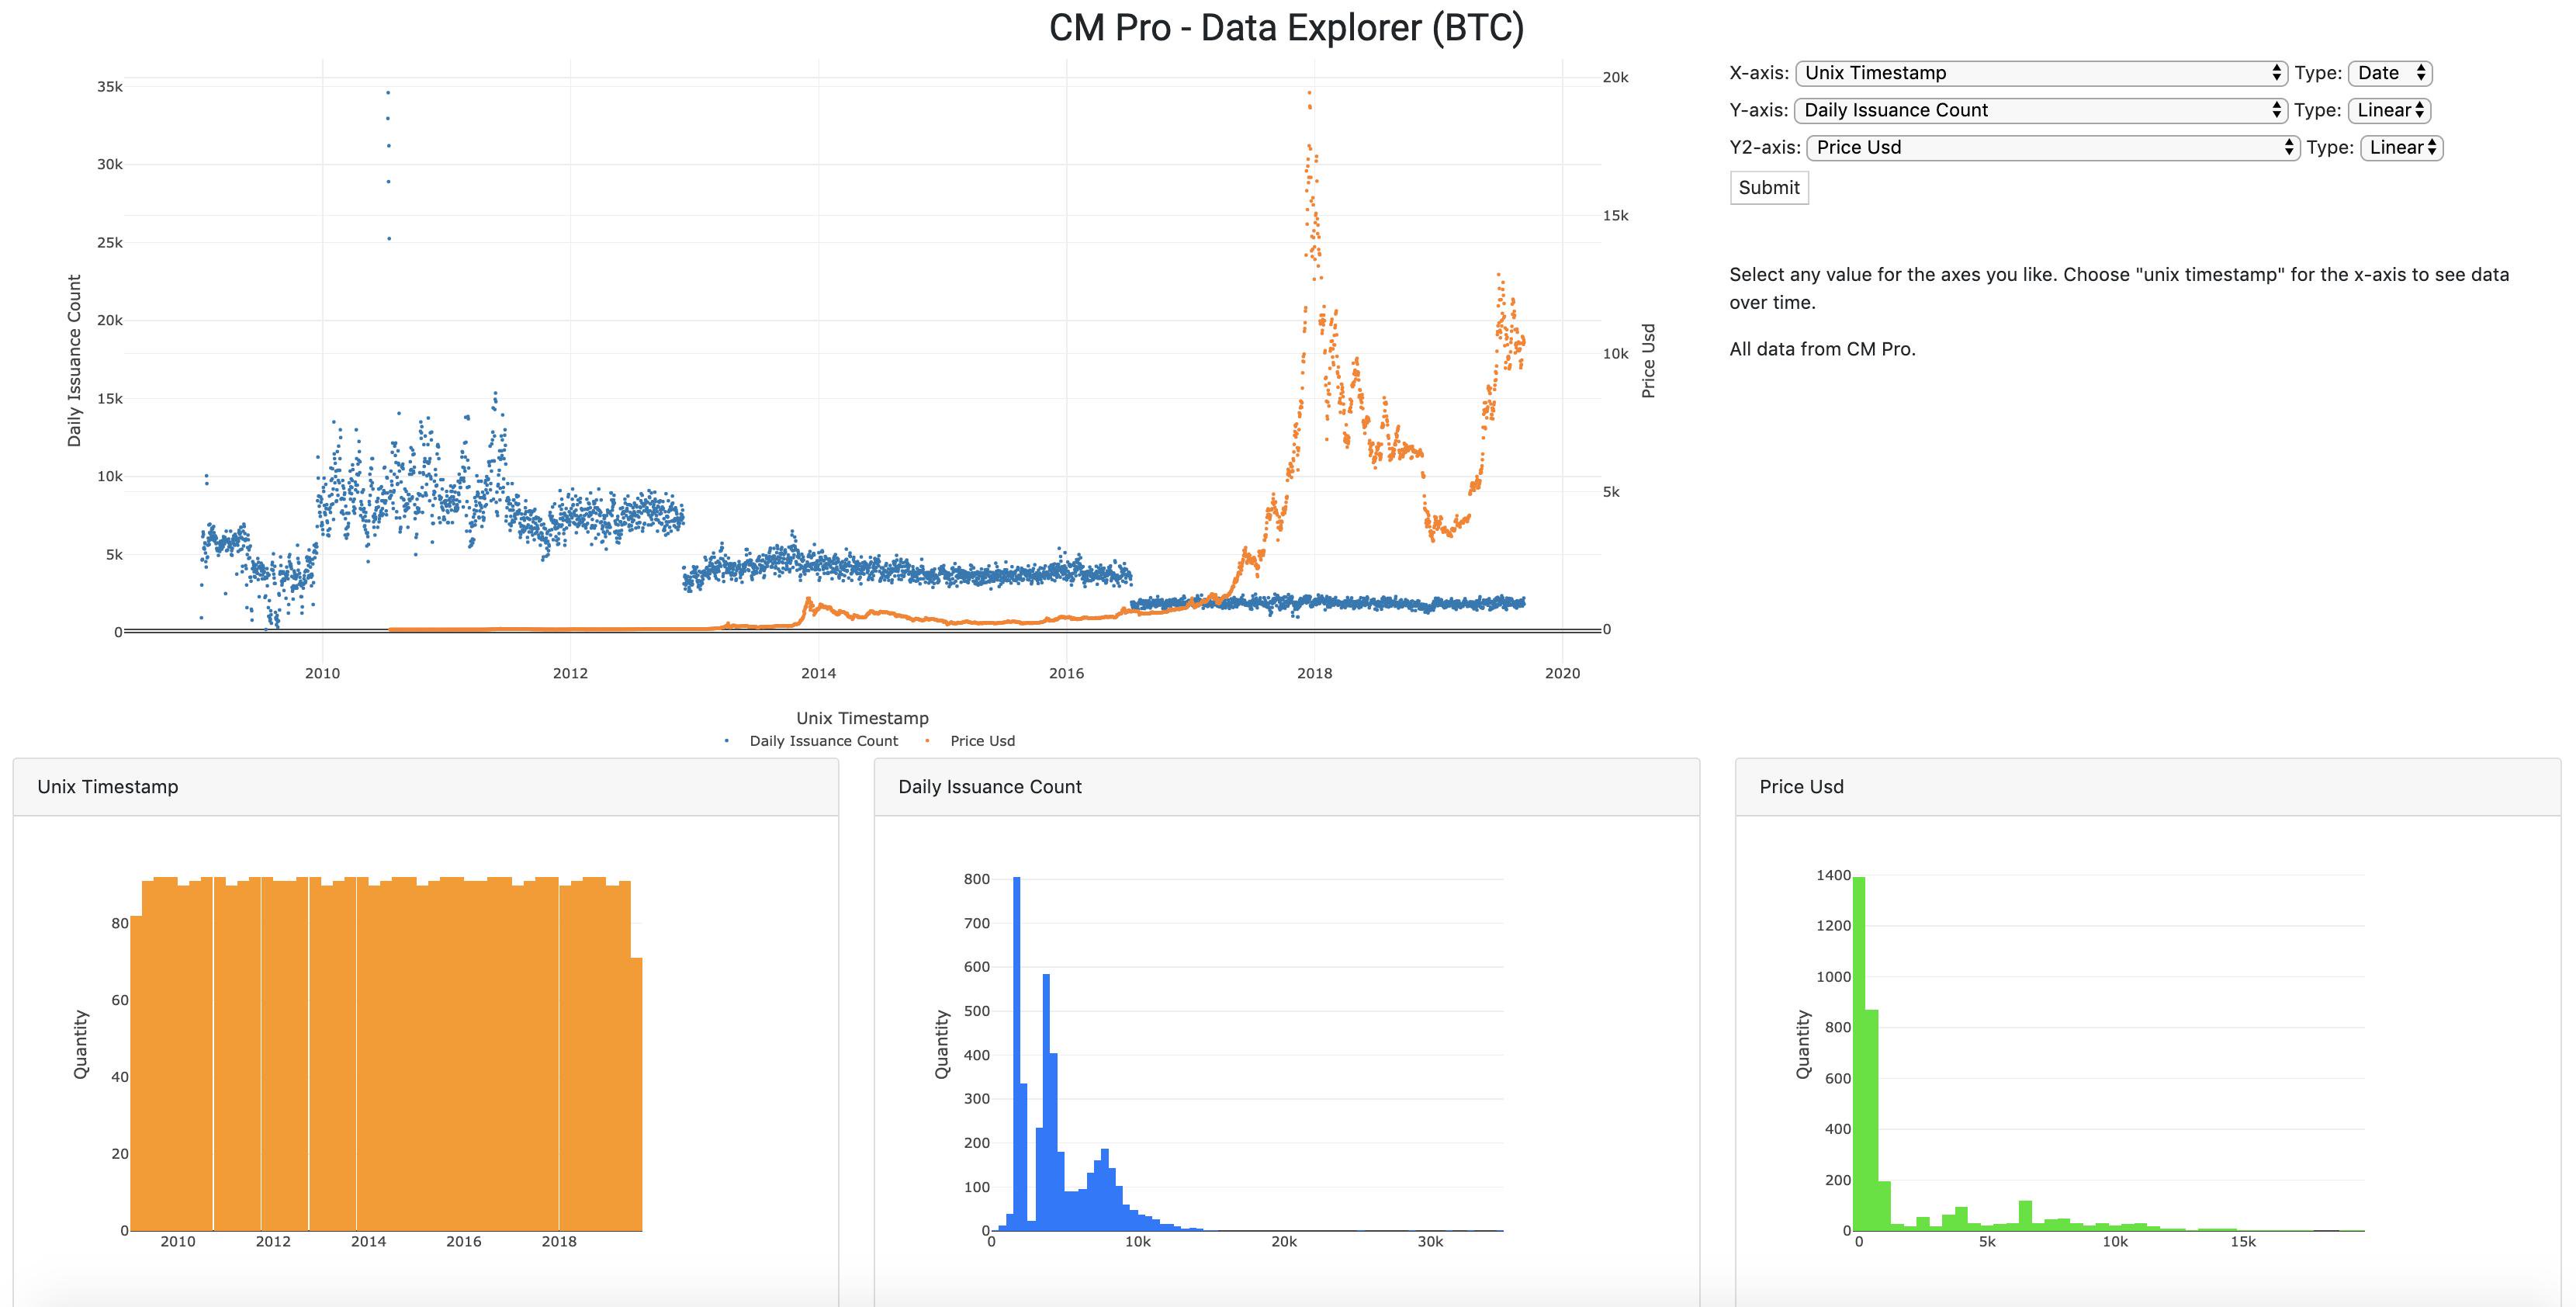 CM Pro - Data Explorer (BTC)
35k
30k
25k
20k
15k
10k
5k
0
Daily Issuance Count
20k
15k
10k
5k
0
Price Usd
2010 2012 2014 2016 2018 2020
Unix Timestamp
Daily Issuance Count Price Usd
X-axis: Unix Timestamp Type: Date
Y-axis: Daily Issuance Count Type: Linear
Y2-axis: Price Usd Type: Linear
Submit
Select any value for the axes you like. Choose "unix timestamp" for the x-axis to see data
over time.
All data from CM Pro.
Unix Timestamp
80
60
40
20
0
Quantity
2010 2012 2014 2016 2018
Daily Issuance Count
800
700
600
500
400
300
200
100
0
Quantity
0 10k 20k 30k
Price Usd
1400
1200
1000
800
600
400
200
0
Quantity
0 5k 10k 15k